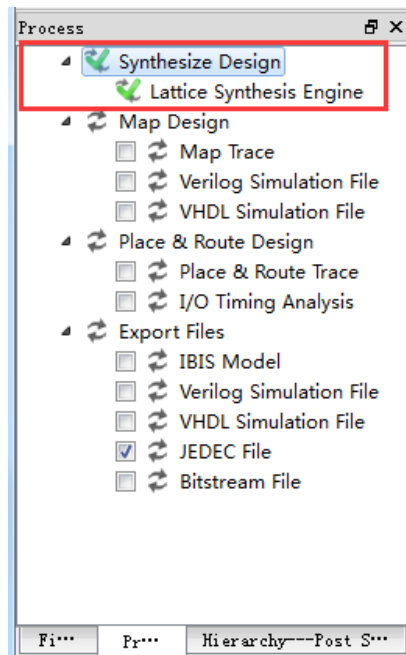 Process
Synthesize Design
Lattice Synthesis Engine
Map Design
Map Trace
Verilog Simulation File
VHDL Simulation File
Place & Route Design
Place & Route Trace
I/O Timing Analysis
Export Files
IBIS Model
Verilog Simulation File
VHDL Simulation File
JEDEC File
Bitstream File
Fi··· Pr··· Hierarchy---Post S···